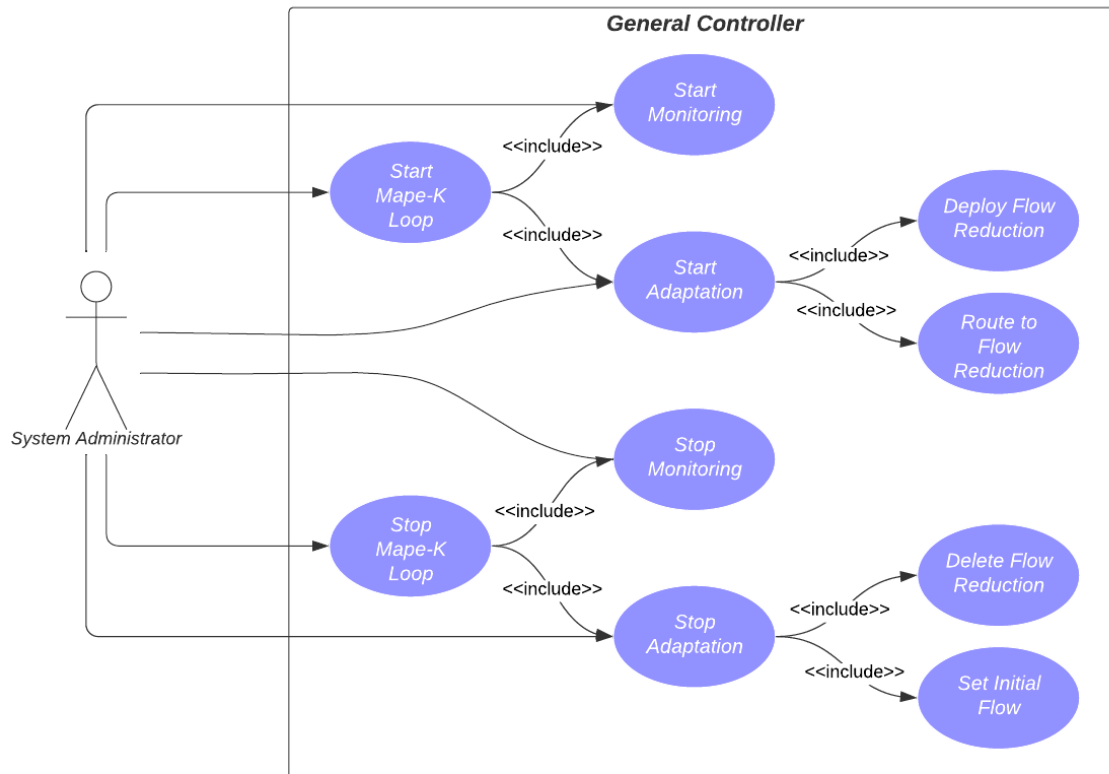 General Controller
Start
Monitoring
<<include>>
Start
Mape-K
Loop
<<include>>
Start
Adaptation
<<include>>
Deploy Flow
Reduction
<<include>>
Route to
Flow
Reduction
System Administrator
Stop
Monitoring
<<include>>
Stop
Mape-K
Loop
<<include>>
Stop
Adaptation
<<include>>
Delete Flow
Reduction
<<include>>
Set Initial
Flow